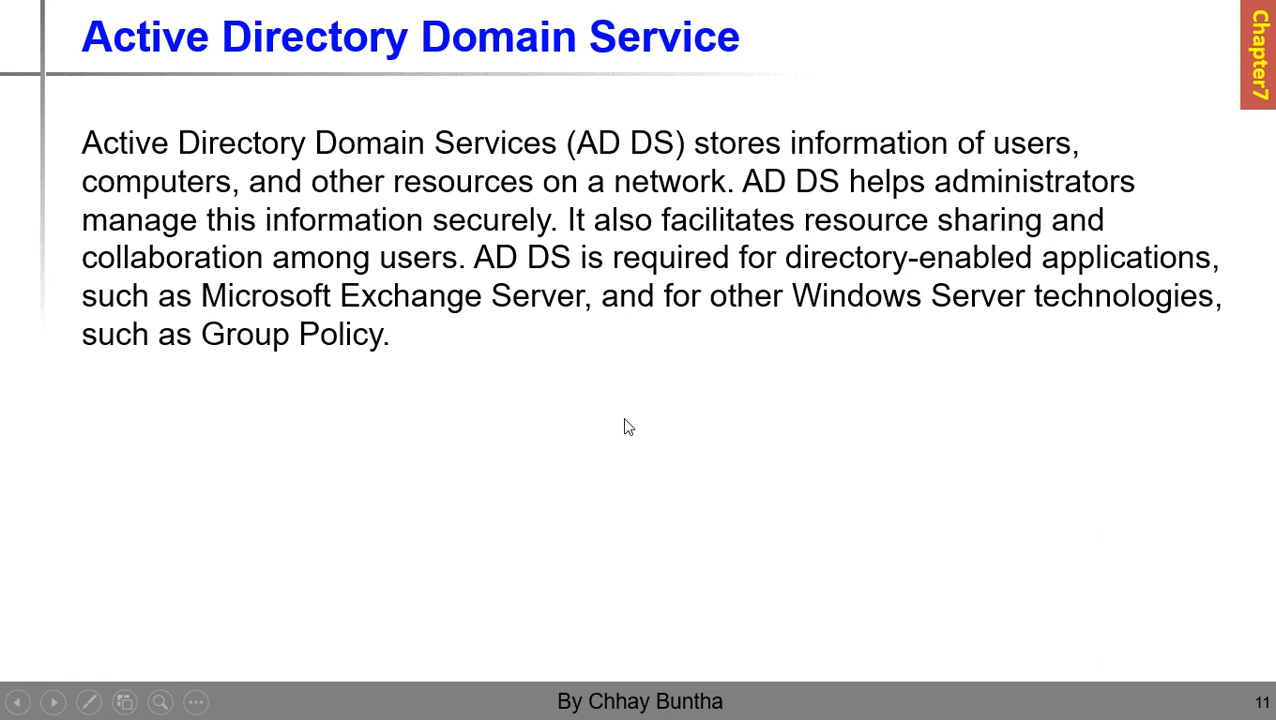 Active Directory Domain Service
Chapter7
Active Directory Domain Services (AD DS) stores information of users,
computers, and other resources on a network. AD DS helps administrators
manage this information securely. It also facilitates resource sharing and
collaboration among users. AD DS is required for directory-enabled applications,
such as Microsoft Exchange Server, and for other Windows Server technologies,
such as Group Policy.
By Chhay Buntha
11